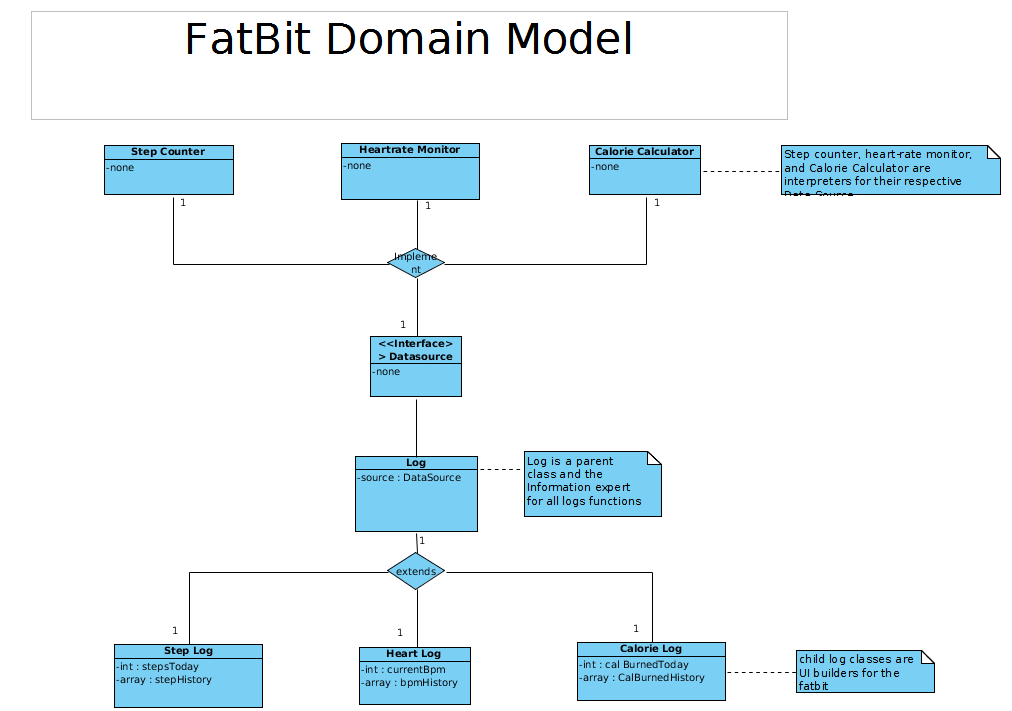 FatBit Domain Model
Step Counter
-none
Heartrate Monitor
-none
Calorie Calculator
-none
Step counter, heart-rate monitor,
and Calorie Calculator are
interpreters for their respective
Data Source
1
1
1
Impleme
nt
1
<<Interface>
> Datasource
-none
Log
-source : DataSource
Log is a parent
class and the
Information expert
for all logs functions
1
extends
1
1
1
Step Log
-int : stepsToday
-array : stepHistory
Heart Log
-int : currentBpm
-array : bpmHistory
Calorie Log
-int : cal BurnedToday
-array : CalBurnedHistory
child log classes are
UI builders for the
fatbit